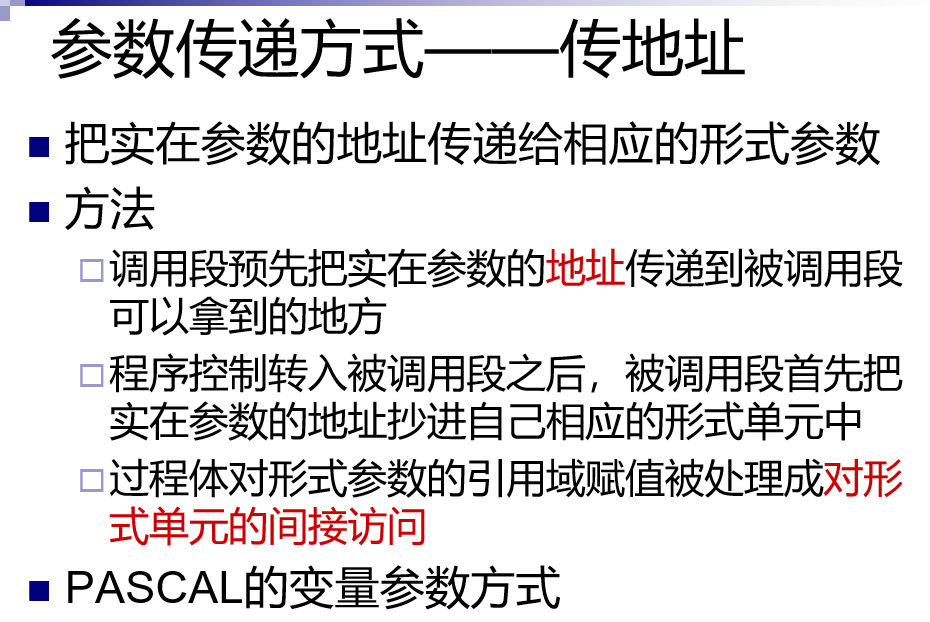 参数传递方式——传地址
把实在参数的地址传递给相应的形式参数
方法
调用段预先把实在参数的地址传递到被调用段
可以拿到的地方
程序控制转入被调用段之后，被调用段首先把
实在参数的地址抄进自己相应的形式单元中
过程体对形式参数的引用域赋值被处理成对形
式单元的间接访问
PASCAL的变量参数方式